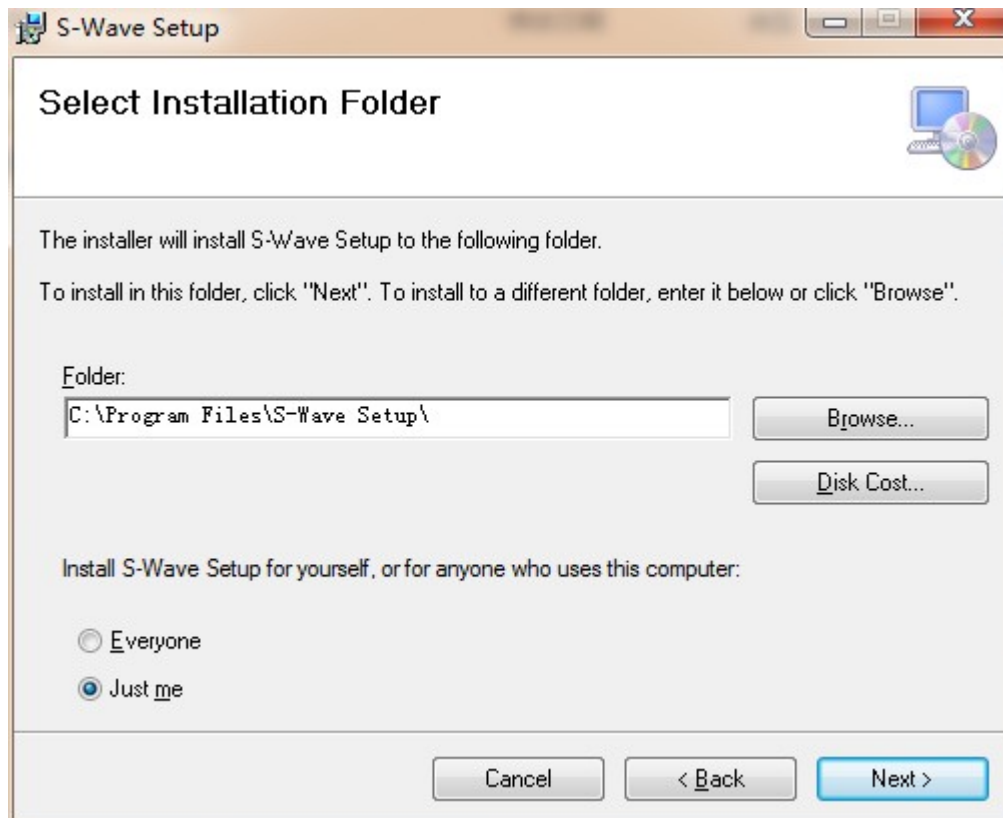 S-Wave Setup
Select Installation Folder
The installer will install S-Wave Setup to the following folder.
To install in this folder, click "Next". To install to a different folder, enter it below or click "Browse".
Folder:
C:\Program Files\S-Wave Setup\
Browse...
Disk Cost...
Install S-Wave Setup for yourself, or for anyone who uses this computer:
Everyone
Just me
Cancel
< Back
Next >